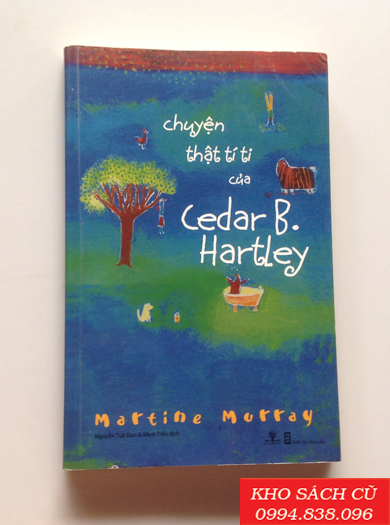 chuyện
thật tí ti
của
Cedar B.
Hartley
Martine Murray
KHO SÁCH CŨ
0994.838.096